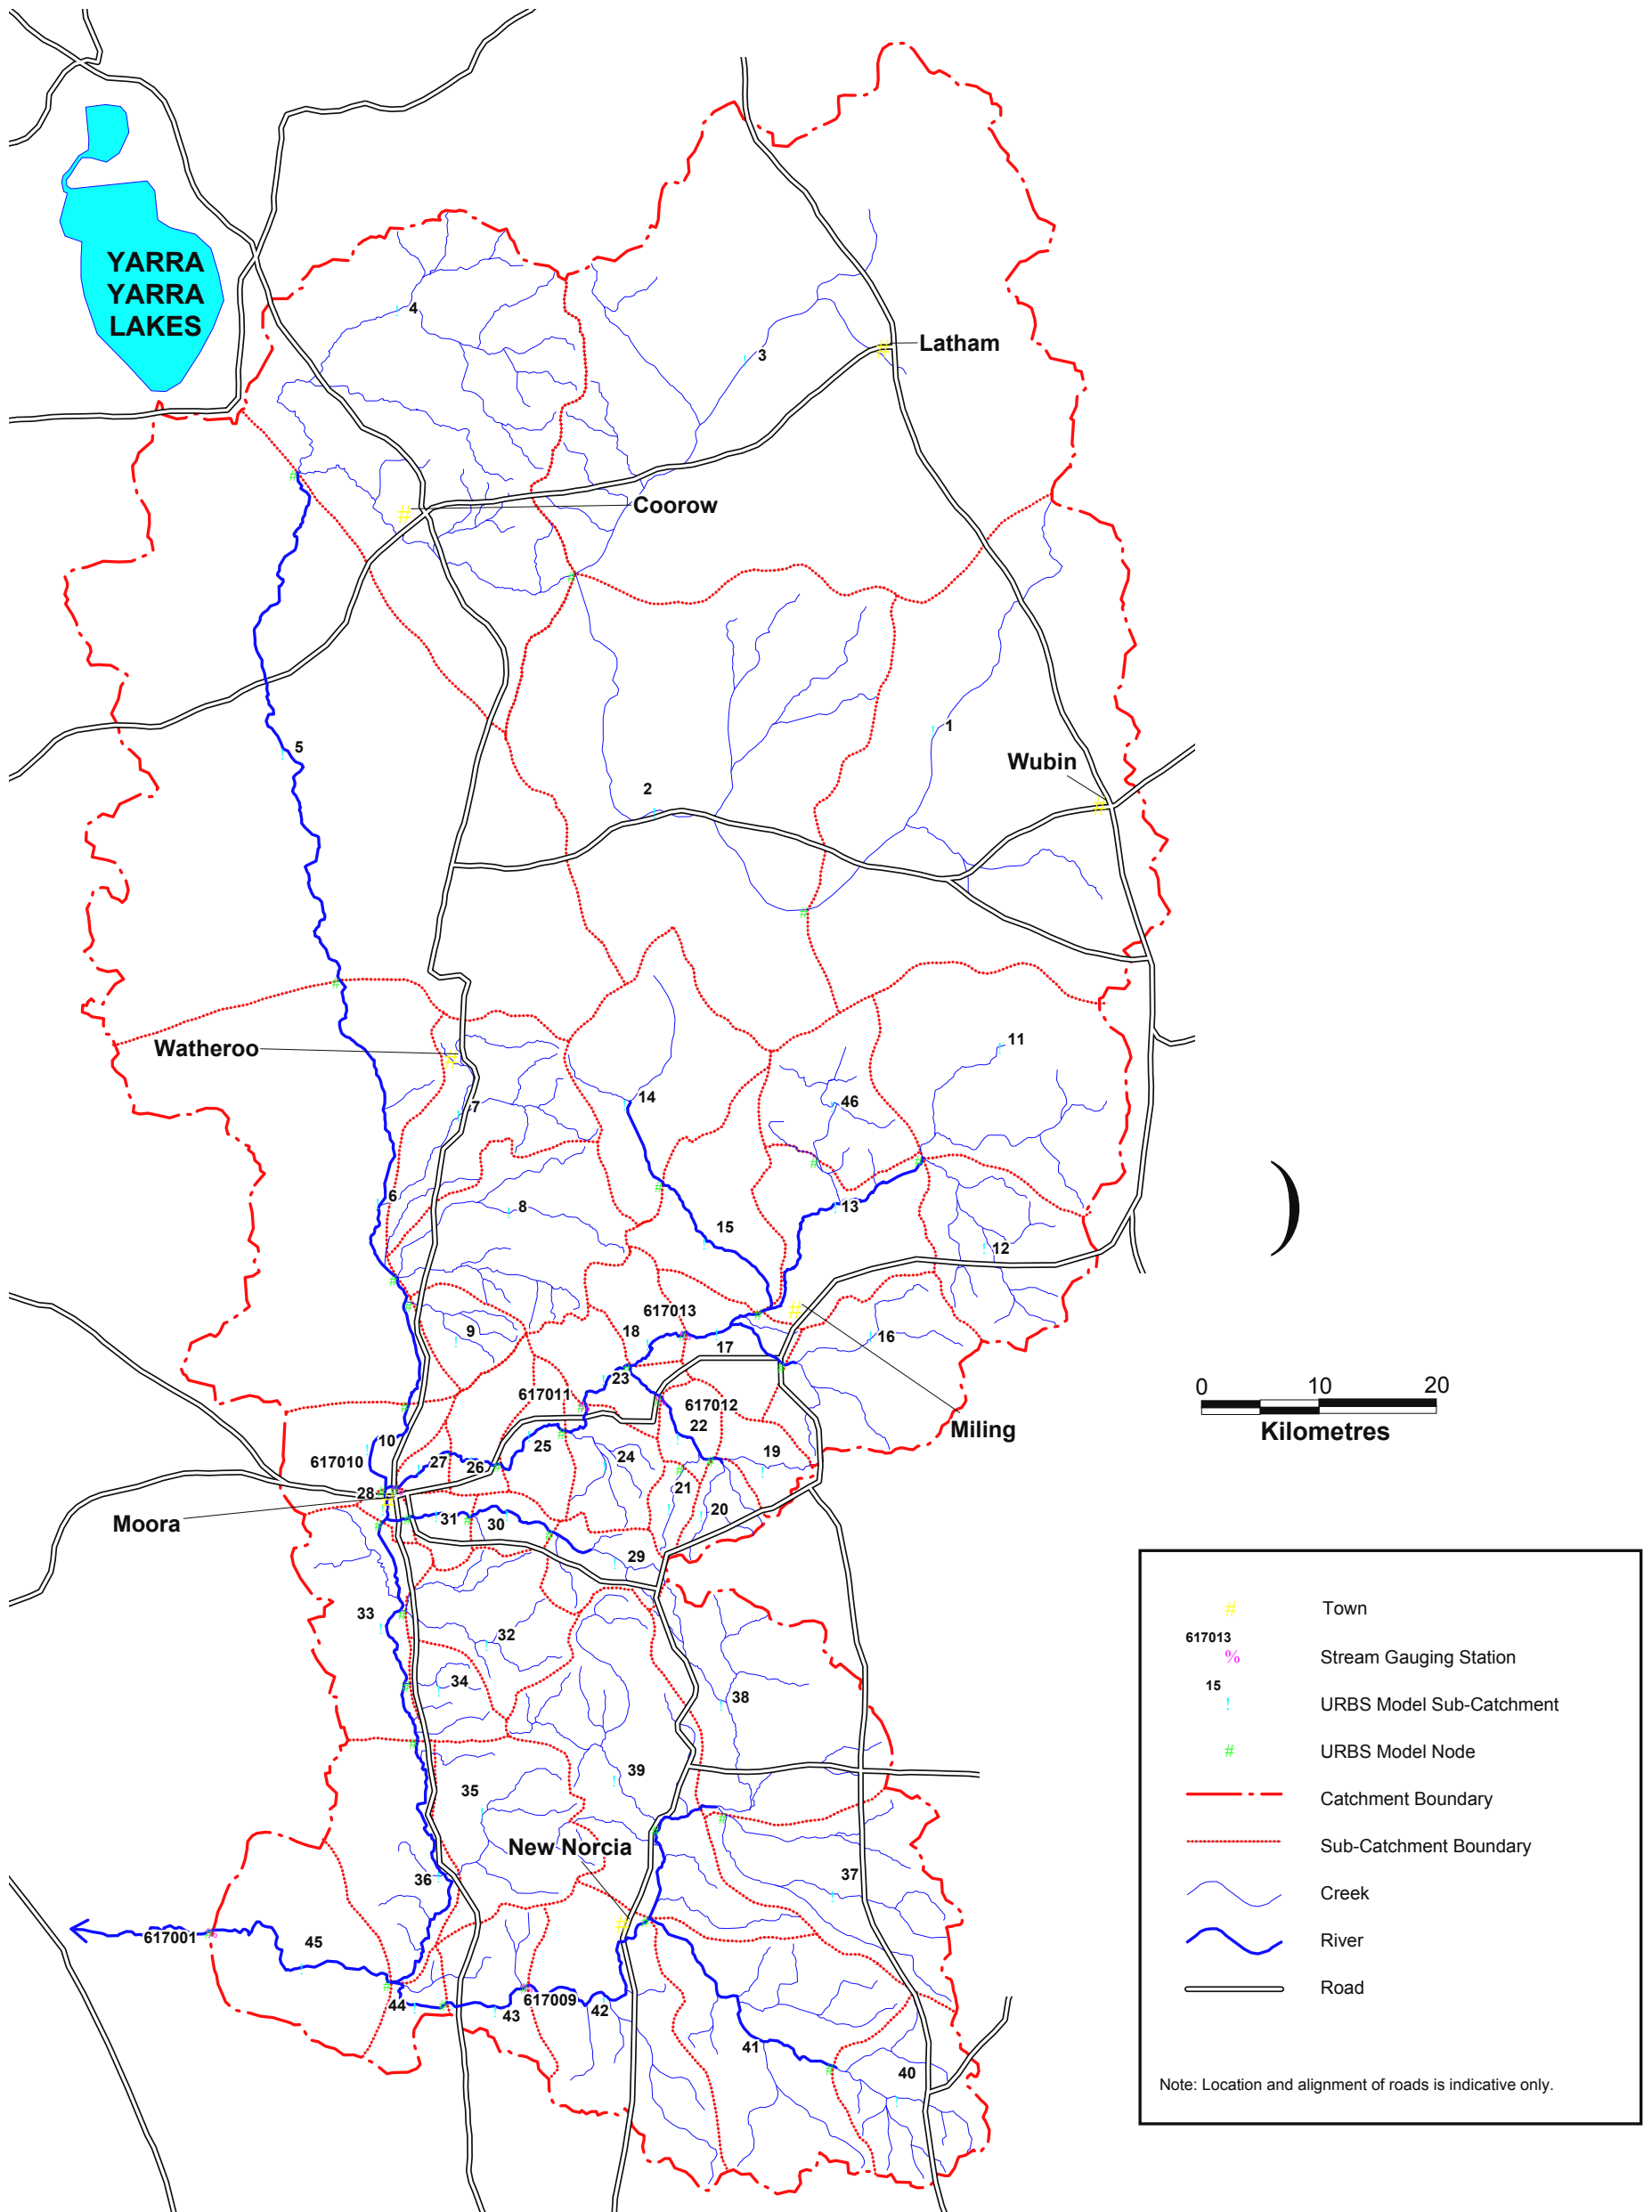 YARRA
YARRA
LAKES
4
3
Latham
Coorow
5
1
Wubin
2
Watheroo
11
14
46
7
6
8
13
15
12
617013
9
18
17
16
23
617011
617012
22
Miling
0 10 20
Kilometres
10
25
617010
27
26
24
19
28
21
20
Moora
31
30
29
33
32
34
38
39
35
New Norcia
36
37
617001
45
44
43
617009
42
41
40
)
# Town
617013
% Stream Gauging Station
15
! URBS Model Sub-Catchment
# URBS Model Node
Catchment Boundary
Sub-Catchment Boundary
Creek
River
Road
Note: Location and alignment of roads is indicative only.